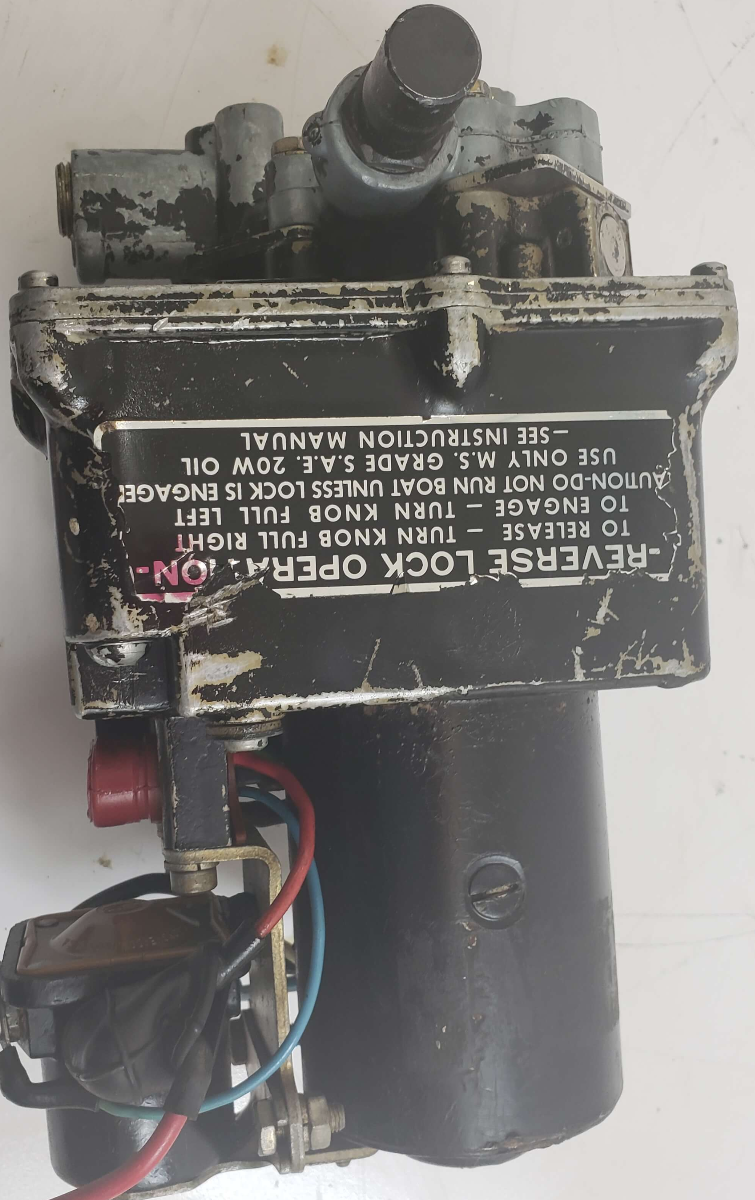 -REVERSE LOCK OPERATION-
TO RELEASE — TURN KNOB FULL RIGHT
TO ENGAGE — TURN KNOB FULL LEFT
AUTION-DO NOT RUN BOAT UNLESS LOCK IS ENGAGE
USE ONLY M.S. GRADE S.A.E. 20W OIL
—SEE INSTRUCTION MANUAL